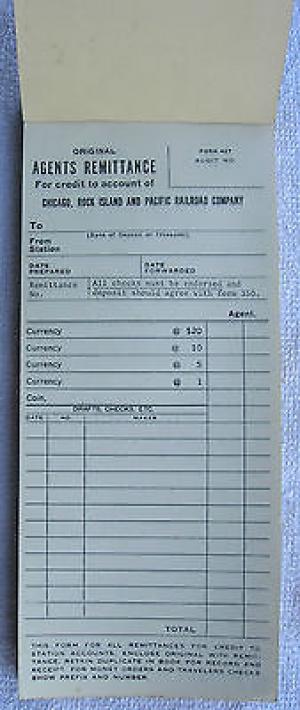 ORIGINAL
FORM 427
AUDIT NO.
AGENTS REMITTANCE
For credit to account of
CHICAGO, ROCK ISLAND AND PACIFIC RAILROAD COMPANY
To
(Bank of Deposit or Treasurer)
From
Station
DATE
PREPARED
DATE
FORWARDED
Remittance
No.
All checks must be endorsed and
deposit should agree with form 350.
Agent.
Currency @ $20
Currency @ 10
Currency @ 5
Currency @ 1
Coin,
DRAFTS, CHECKS, ETC.
DATE NO. MAKER
TOTAL
THIS FORM FOR ALL REMITTANCES FOR CREDIT TO
STATION ACCOUNTS. ENCLOSE ORIGINAL WITH REMIT-
TANCE, RETAIN DUPLICATE IN BOOK FOR RECORD AND
RECEIPT. FOR MONEY ORDERS AND TRAVELERS CHECKS
SHOW PREFIX AND NUMBER.